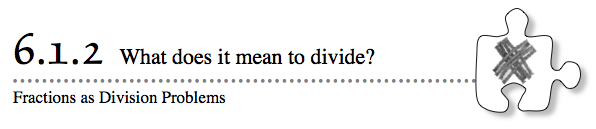 6.1.2 What does it mean to divide?
Fractions as Division Problems